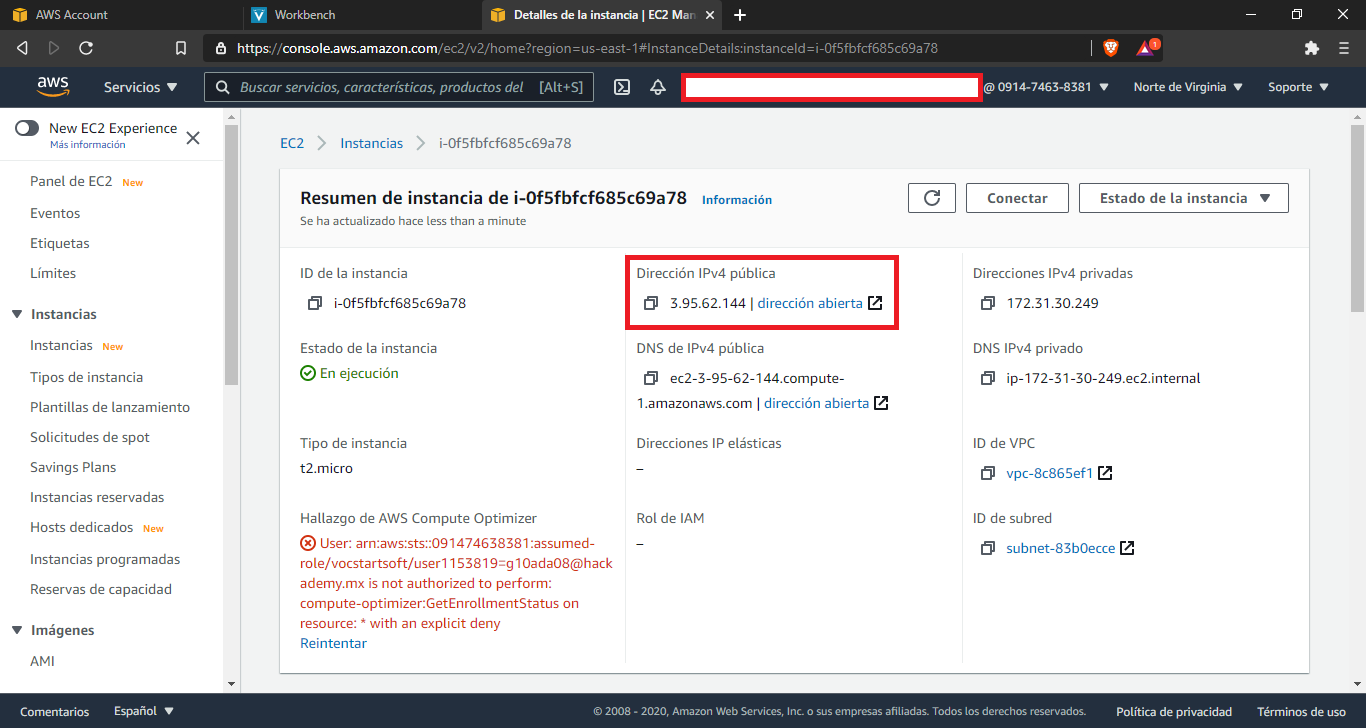 AWS Account
Workbench
Detalles de la instancia | EC2 Man
https://console.aws.amazon.com/ec2/v2/home?region=us-east-1#InstanceDetails:instanceId=i-0f5fbfcf685c69a78
1
aws
Servicios
Buscar servicios, características, productos del [Alt+S]
@ 0914-7463-8381
Norte de Virginia
Soporte
New EC2 Experience
Más información
Panel de EC2 New
Eventos
Etiquetas
Límites
Instancias
Instancias New
Tipos de instancia
Plantillas de lanzamiento
Solicitudes de spot
Savings Plans
Instancias reservadas
Hosts dedicados New
Instancias programadas
Reservas de capacidad
Imágenes
AMI
EC2
Instancias
i-0f5fbfcf685c69a78
Resumen de instancia de i-0f5fbfcf685c69a78 Información
Se ha actualizado hace less than a minute
Conectar
Estado de la instancia
ID de la instancia
i-0f5fbfcf685c69a78
Dirección IPv4 pública
3.95.62.144 | dirección abierta
Direcciones IPv4 privadas
172.31.30.249
Estado de la instancia
En ejecución
DNS de IPv4 pública
ec2-3-95-62-144.compute-
1.amazonaws.com | dirección abierta
DNS IPv4 privado
ip-172-31-30-249.ec2.internal
Tipo de instancia
t2.micro
Direcciones IP elásticas
–
ID de VPC
vpc-8c865ef1
Hallazgo de AWS Compute Optimizer
User: arn:aws:sts::091474638381:assumed-
role/vocstartsoft/user1153819=g10ada08@hack
ademy.mx is not authorized to perform:
compute-optimizer:GetEnrollmentStatus on
resource: * with an explicit deny
Reintentar
Rol de IAM
–
ID de subred
subnet-83b0ecce
Comentarios
Español
© 2008 - 2020, Amazon Web Services, Inc. o sus empresas afiliadas. Todos los derechos reservados.
Política de privacidad
Términos de uso